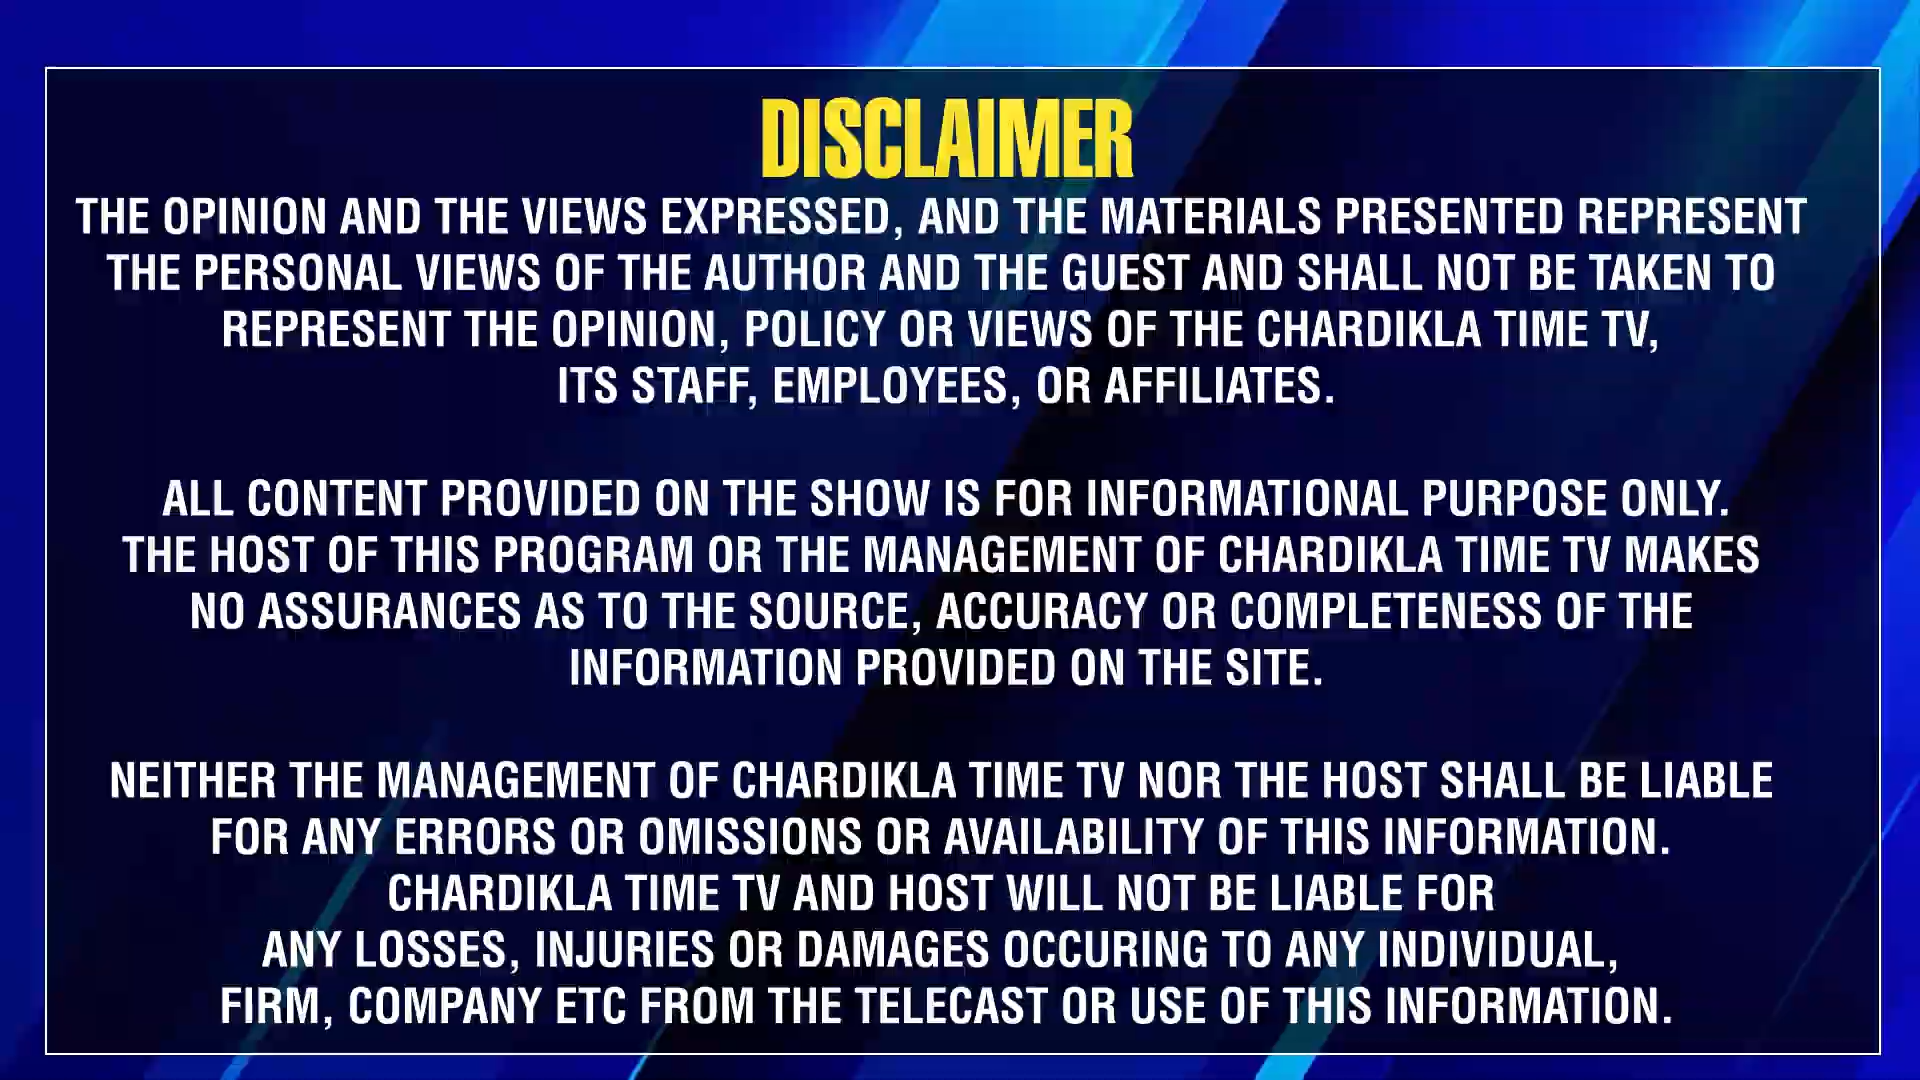 DISCLAIMER
THE OPINION AND THE VIEWS EXPRESSED, AND THE MATERIALS PRESENTED REPRESENT
THE PERSONAL VIEWS OF THE AUTHOR AND THE GUEST AND SHALL NOT BE TAKEN TO
REPRESENT THE OPINION, POLICY OR VIEWS OF THE CHARDIKLA TIME TV,
ITS STAFF, EMPLOYEES, OR AFFILIATES.
ALL CONTENT PROVIDED ON THE SHOW IS FOR INFORMATIONAL PURPOSE ONLY.
THE HOST OF THIS PROGRAM OR THE MANAGEMENT OF CHARDIKLA TIME TV MAKES
NO ASSURANCES AS TO THE SOURCE, ACCURACY OR COMPLETENESS OF THE
INFORMATION PROVIDED ON THE SITE.
NEITHER THE MANAGEMENT OF CHARDIKLA TIME TV NOR THE HOST SHALL BE LIABLE
FOR ANY ERRORS OR OMISSIONS OR AVAILABILITY OF THIS INFORMATION.
CHARDIKLA TIME TV AND HOST WILL NOT BE LIABLE FOR
ANY LOSSES, INJURIES OR DAMAGES OCCURING TO ANY INDIVIDUAL,
FIRM, COMPANY ETC FROM THE TELECAST OR USE OF THIS INFORMATION.